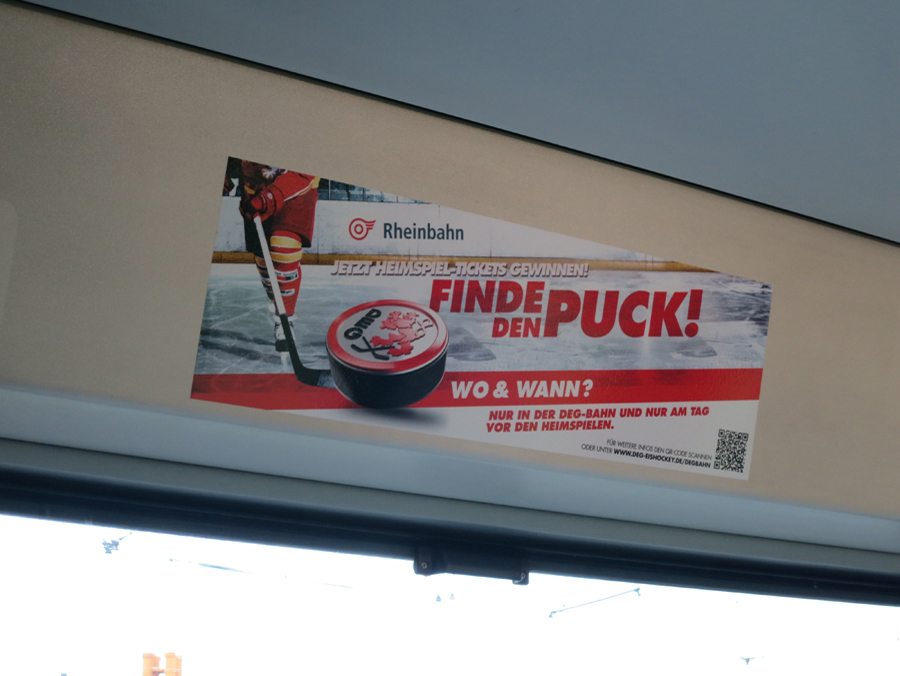 Rheinbahn
JETZT HEIMSPIEL-TICKETS GEWINNEN!
FINDE
DEN PUCK!
DEG
WO & WANN?
NUR IN DER DEG-BAHN UND NUR AM TAG
VOR DEN HEIMSPIELEN.
FÜR WEITERE INFOS DEN QR-CODE SCANNEN
ODER UNTER WWW.DEG-EISHOCKEY.DE/DEGBAHN